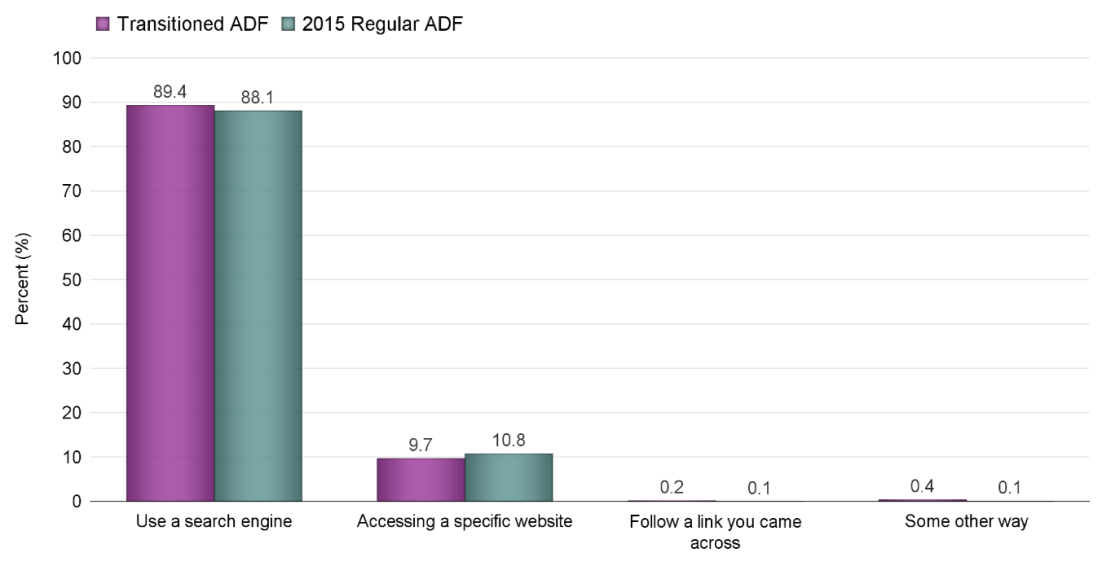 Transitioned ADF 2015 Regular ADF
100
90
80
70
60
50
40
30
20
10
0
Percent (%)
89.4
88.1
9.7
10.8
0.2
0.1
0.4
0.1
Use a search engine
Accessing a specific website
Follow a link you came
across
Some other way